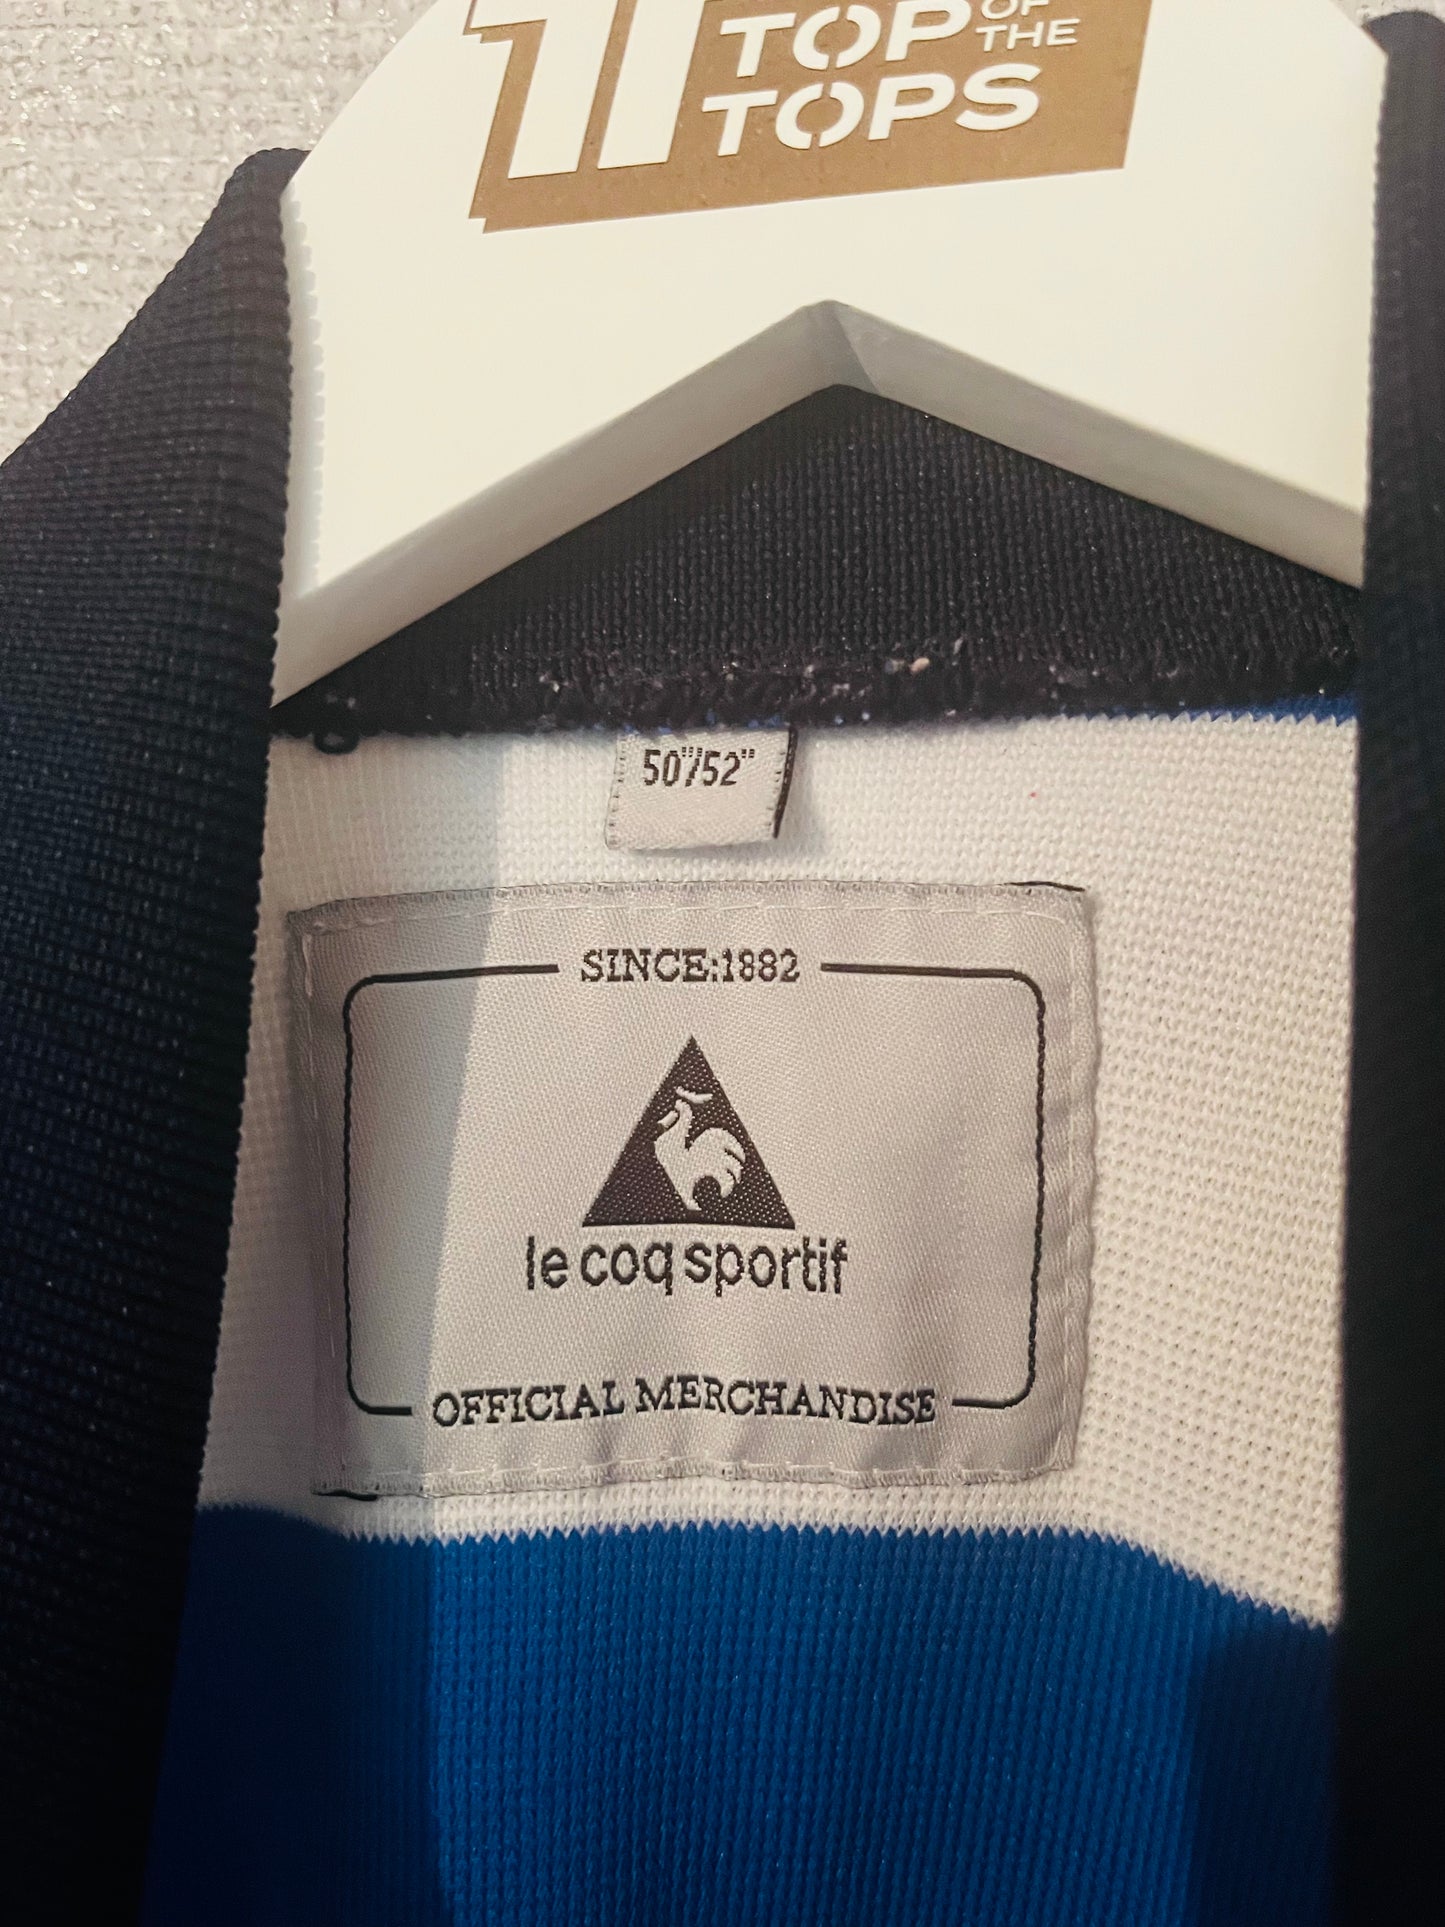 TOP OF THE
TOPS
50"/52"
SINCE:1882
le coq sportif
OFFICIAL MERCHANDISE